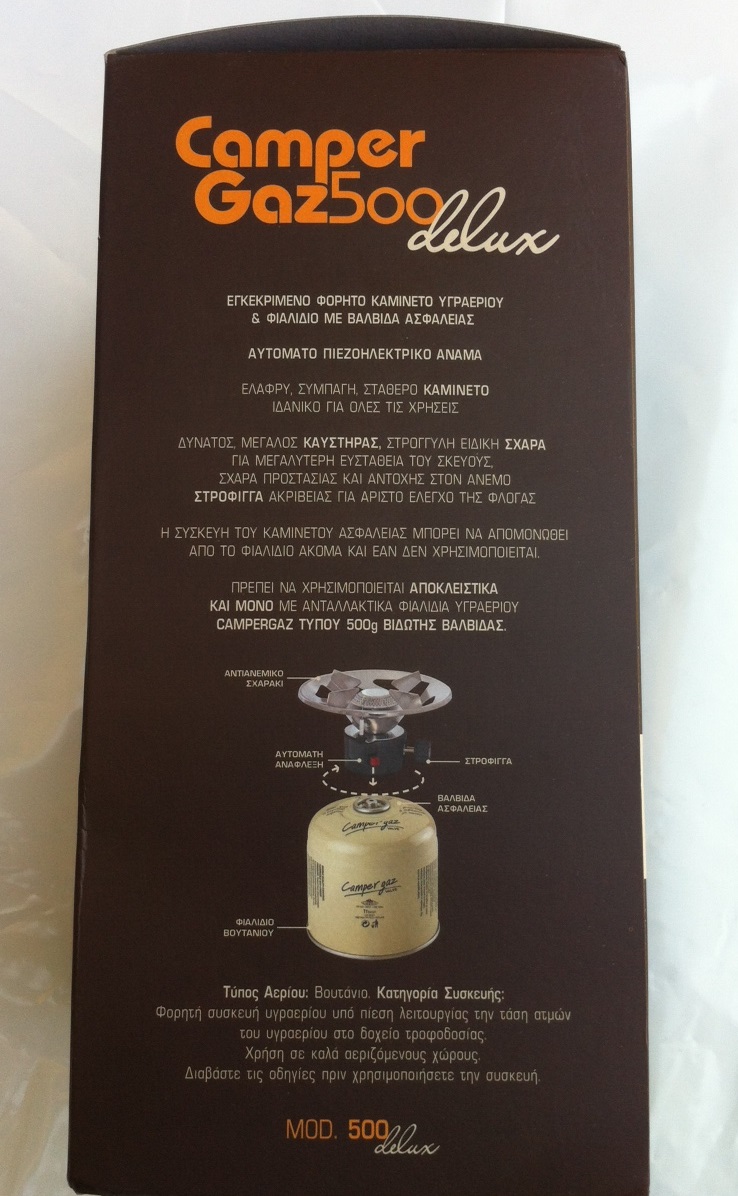 Camper
Gaz500
delux
ΕΓΚΕΚΡΙΜΕΝΟ ΦΟΡΗΤΟ ΚΑΜΙΝΕΤΟ ΥΓΡΑΕΡΙΟΥ
& ΦΙΑΛΙΔΙΟ ΜΕ ΒΑΛΒΙΔΑ ΑΣΦΑΛΕΙΑΣ
ΑΥΤΟΜΑΤΟ ΠΙΕΖΟΗΛΕΚΤΡΙΚΟ ΑΝΑΜΑ
ΕΛΑΦΡΥ, ΣΥΜΠΑΓΗ, ΣΤΑΘΕΡΟ ΚΑΜΙΝΕΤΟ
ΙΔΑΝΙΚΟ ΓΙΑ ΟΛΕΣ ΤΙΣ ΧΡΗΣΕΙΣ
ΔΥΝΑΤΟΣ, ΜΕΓΑΛΟΣ ΚΑΥΣΤΗΡΑΣ, ΣΤΡΟΓΓΥΛΗ ΕΙΔΙΚΗ ΣΧΑΡΑ
ΓΙΑ ΜΕΓΑΛΥΤΕΡΗ ΕΥΣΤΑΘΕΙΑ ΤΟΥ ΣΚΕΥΟΥΣ,
ΣΧΑΡΑ ΠΡΟΣΤΑΣΙΑΣ ΚΑΙ ΑΝΤΟΧΗΣ ΣΤΟΝ ΑΝΕΜΟ
ΣΤΡΟΦΙΓΓΑ ΑΚΡΙΒΕΙΑΣ ΓΙΑ ΑΡΙΣΤΟ ΕΛΕΓΧΟ ΤΗΣ ΦΛΟΓΑΣ
Η ΣΥΣΚΕΥΗ ΤΟΥ ΚΑΜΙΝΕΤΟΥ ΑΣΦΑΛΕΙΑΣ ΜΠΟΡΕΙ ΝΑ ΑΠΟΜΟΝΩΘΕΙ
ΑΠΟ ΤΟ ΦΙΑΛΙΔΙΟ ΑΚΟΜΑ ΚΑΙ ΕΑΝ ΔΕΝ ΧΡΗΣΙΜΟΠΟΙΕΙΤΑΙ.
ΠΡΕΠΕΙ ΝΑ ΧΡΗΣΙΜΟΠΟΙΕΙΤΑΙ ΑΠΟΚΛΕΙΣΤΙΚΑ
ΚΑΙ ΜΟΝΟ ΜΕ ΑΝΤΑΛΛΑΚΤΙΚΑ ΦΙΑΛΙΔΙΑ ΥΓΡΑΕΡΙΟΥ
CAMPERGAZ ΤΥΠΟΥ 500g ΒΙΔΩΤΗΣ ΒΑΛΒΙΔΑΣ.
ΑΝΤΙΑΝΕΜΙΚΟ
ΣΧΑΡΑΚΙ
ΑΥΤΟΜΑΤΗ
ΑΝΑΦΛΕΞΗ
ΣΤΡΟΦΙΓΓΑ
ΒΑΛΒΙΔΑ
ΑΣΦΑΛΕΙΑΣ
Camper gaz
Camper gaz
ΦΙΑΛΙΔΙΟ
ΒΟΥΤΑΝΙΟΥ
Τύπος Αερίου: Βουτάνιο. Κατηγορία Συσκευής:
Φορητή συσκευή υγραερίου υπό πίεση λειτουργίας την τάση ατμών
του υγραερίου στο δοχείο τροφοδοσίας.
Χρήση σε καλά αεριζόμενους χώρους.
Διαβάστε τις οδηγίες πριν χρησιμοποιήσετε την συσκευή.
MOD. 500
delux